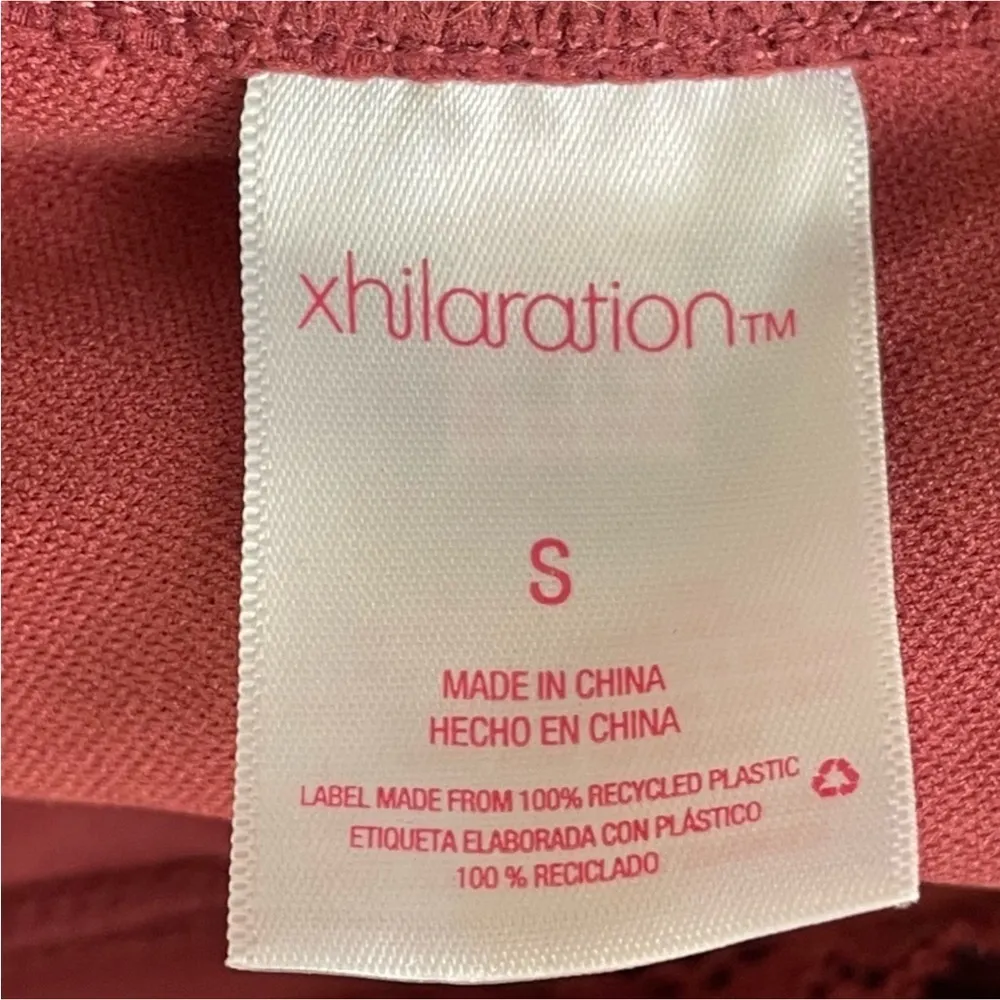 xhilaration™
S
MADE IN CHINA
HECHO EN CHINA
LABEL MADE FROM 100% RECYCLED PLASTIC
ETIQUETA ELABORADA CON PLÁSTICO
100 % RECICLADO